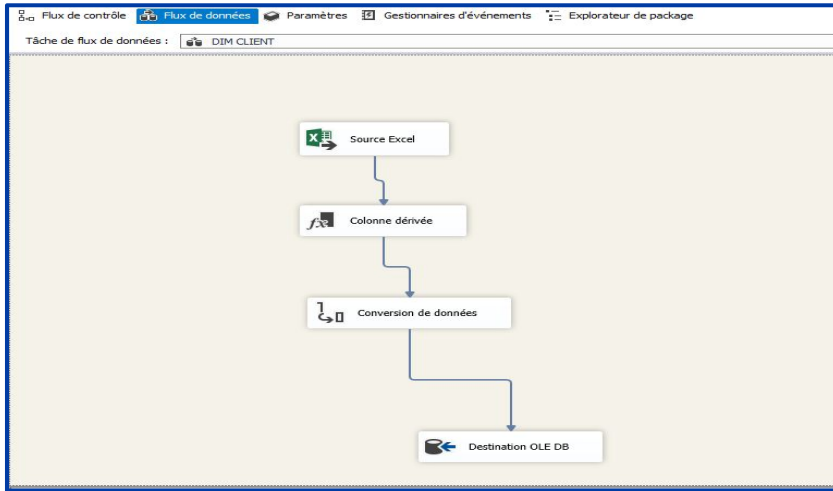 Flux de contrôle Flux de données Paramètres Gestionnaires d'événements Explorateur de package
Tâche de flux de données : DIM CLIENT
Source Excel
fx Colonne dérivée
Conversion de données
Destination OLE DB